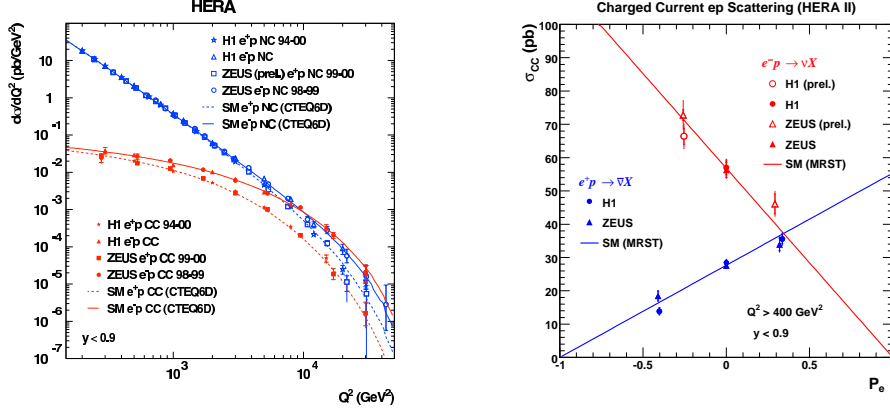 HERA
dσ/dQ² (pb/GeV²)
10
1
10⁻¹
10⁻²
10⁻³
10⁻⁴
10⁻⁵
10⁻⁶
10⁻⁷
H1 e⁺p NC 94-00
H1 e⁻p NC
ZEUS (prel.) e⁺p NC 99-00
ZEUS e⁻p NC 98-99
SM e⁺p NC (CTEQ6D)
SM e⁻p NC (CTEQ6D)
H1 e⁺p CC 94-00
H1 e⁻p CC
ZEUS e⁺p CC 99-00
ZEUS e⁻p CC 98-99
SM e⁺p CC (CTEQ6D)
SM e⁻p CC (CTEQ6D)
y < 0.9
10³
10⁴
Q² (GeV²)
Charged Current ep Scattering (HERA II)
σCC (pb)
100
90
80
70
60
50
40
30
20
10
0
e⁻p → νX
H1 (prel.)
H1
ZEUS (prel.)
ZEUS
SM (MRST)
e⁺p → ν̅X
H1
ZEUS
SM (MRST)
Q² > 400 GeV²
y < 0.9
-1
-0.5
0
0.5
1
Pe